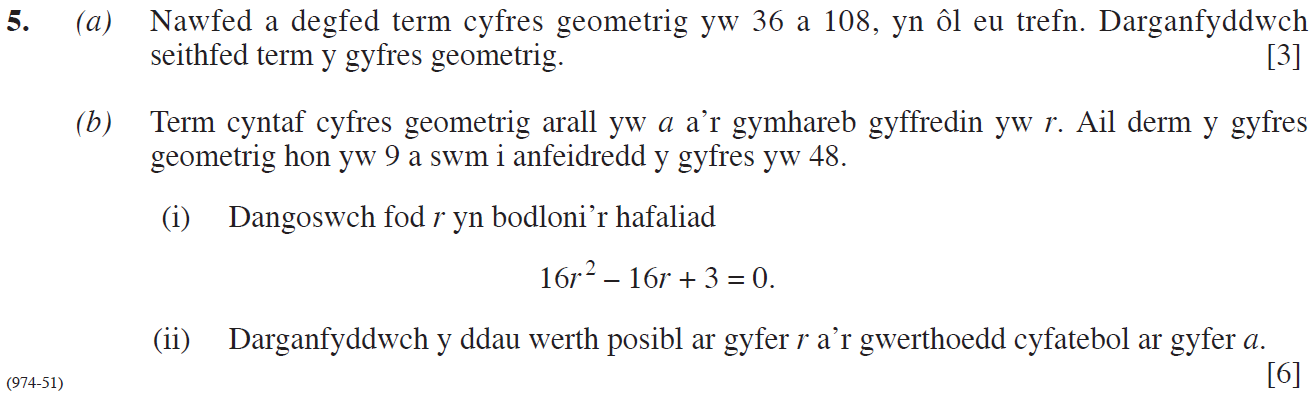 5. (a) Nawfed a degfed term cyfres geometrig yw 36 a 108, yn ôl eu trefn. Darganfyddwch
seithfed term y gyfres geometrig. [3]
(b) Term cyntaf cyfres geometrig arall yw a a’r gymhareb gyffredin yw r. Ail derm y gyfres
geometrig hon yw 9 a swm i anfeidredd y gyfres yw 48.
(i) Dangoswch fod r yn bodloni’r hafaliad
16r² – 16r + 3 = 0.
(ii) Darganfyddwch y ddau werth posibl ar gyfer r a’r gwerthoedd cyfatebol ar gyfer a.
[6]
(974-51)